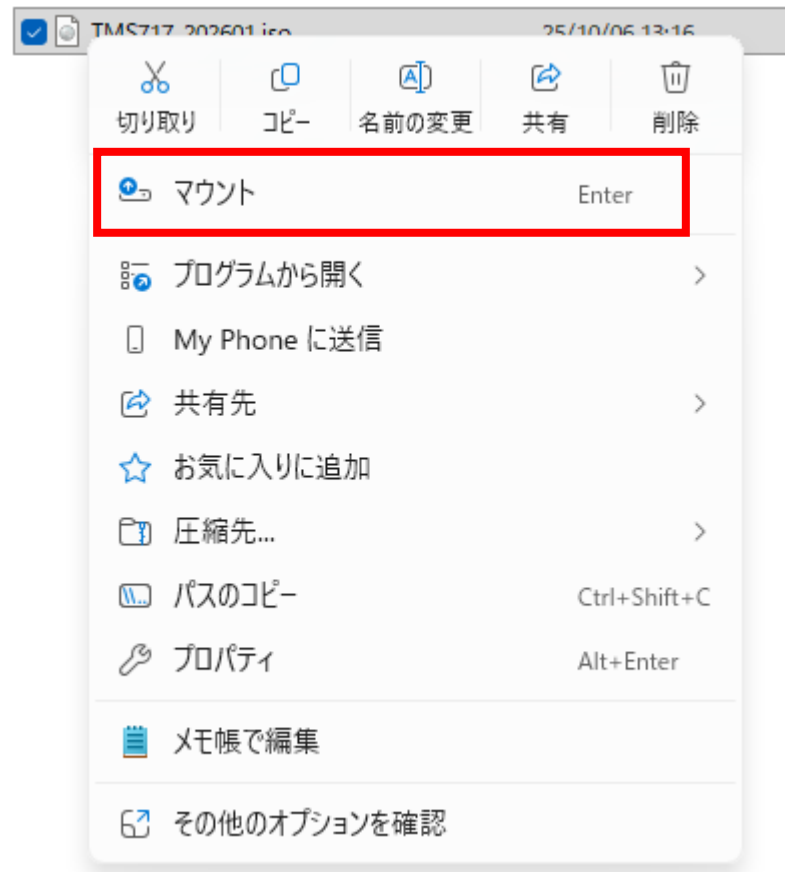 TMS717_202601.iso 25/10/06 13:16
切り取り コピー 名前の変更 共有 削除
マウント Enter
プログラムから開く
My Phone に送信
共有先
お気に入りに追加
圧縮先...
パスのコピー Ctrl+Shift+C
プロパティ Alt+Enter
メモ帳で編集
その他のオプションを確認